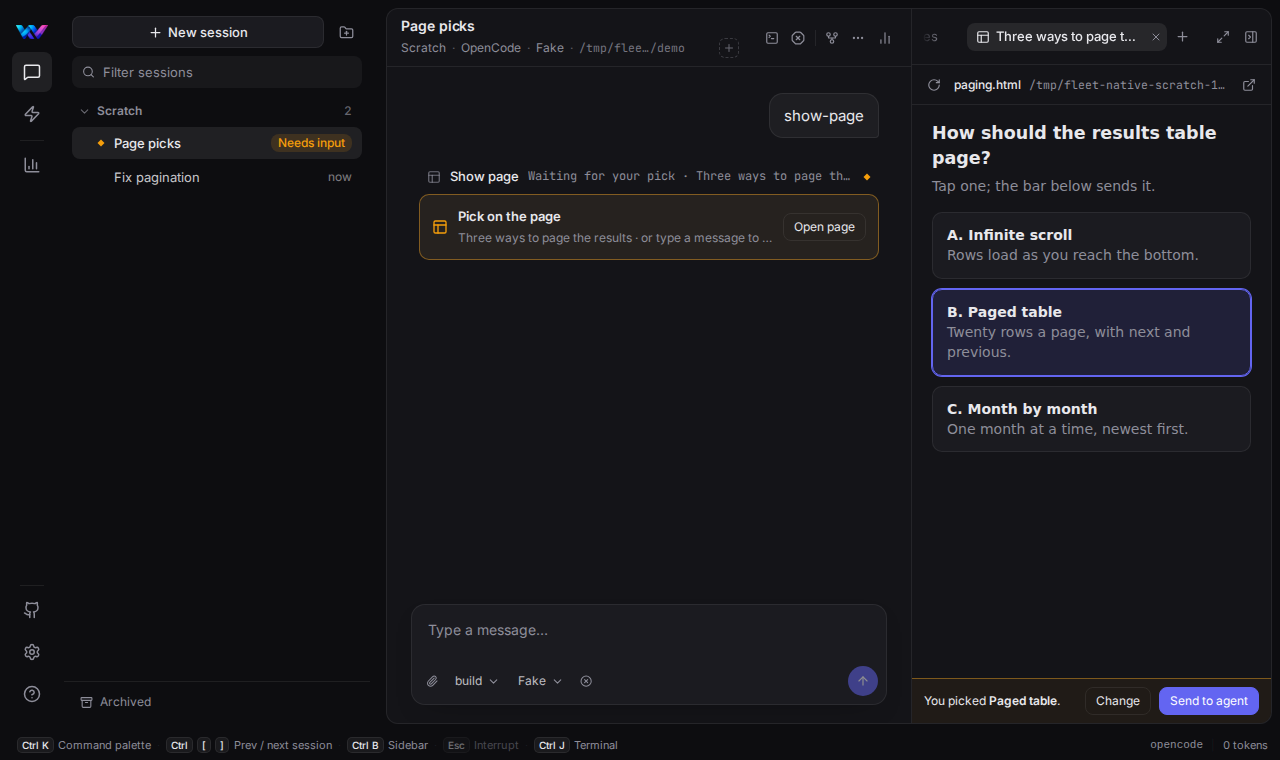 New session
Filter sessions
Scratch 2
Page picks Needs input
Fix pagination now
Archived
Page picks
Scratch · OpenCode · Fake · /tmp/flee…/demo
show-page
Show page Waiting for your pick · Three ways to page th…
Pick on the page
Three ways to page the results · or type a message to …
Open page
Type a message...
build Fake
es Three ways to page t…
paging.html /tmp/fleet-native-scratch-1…
How should the results table
page?
Tap one; the bar below sends it.
A. Infinite scroll
Rows load as you reach the bottom.
B. Paged table
Twenty rows a page, with next and
previous.
C. Month by month
One month at a time, newest first.
You picked Paged table. Change Send to agent
Ctrl K Command palette Ctrl [ ] Prev / next session Ctrl B Sidebar Esc Interrupt Ctrl J Terminal opencode 0 tokens